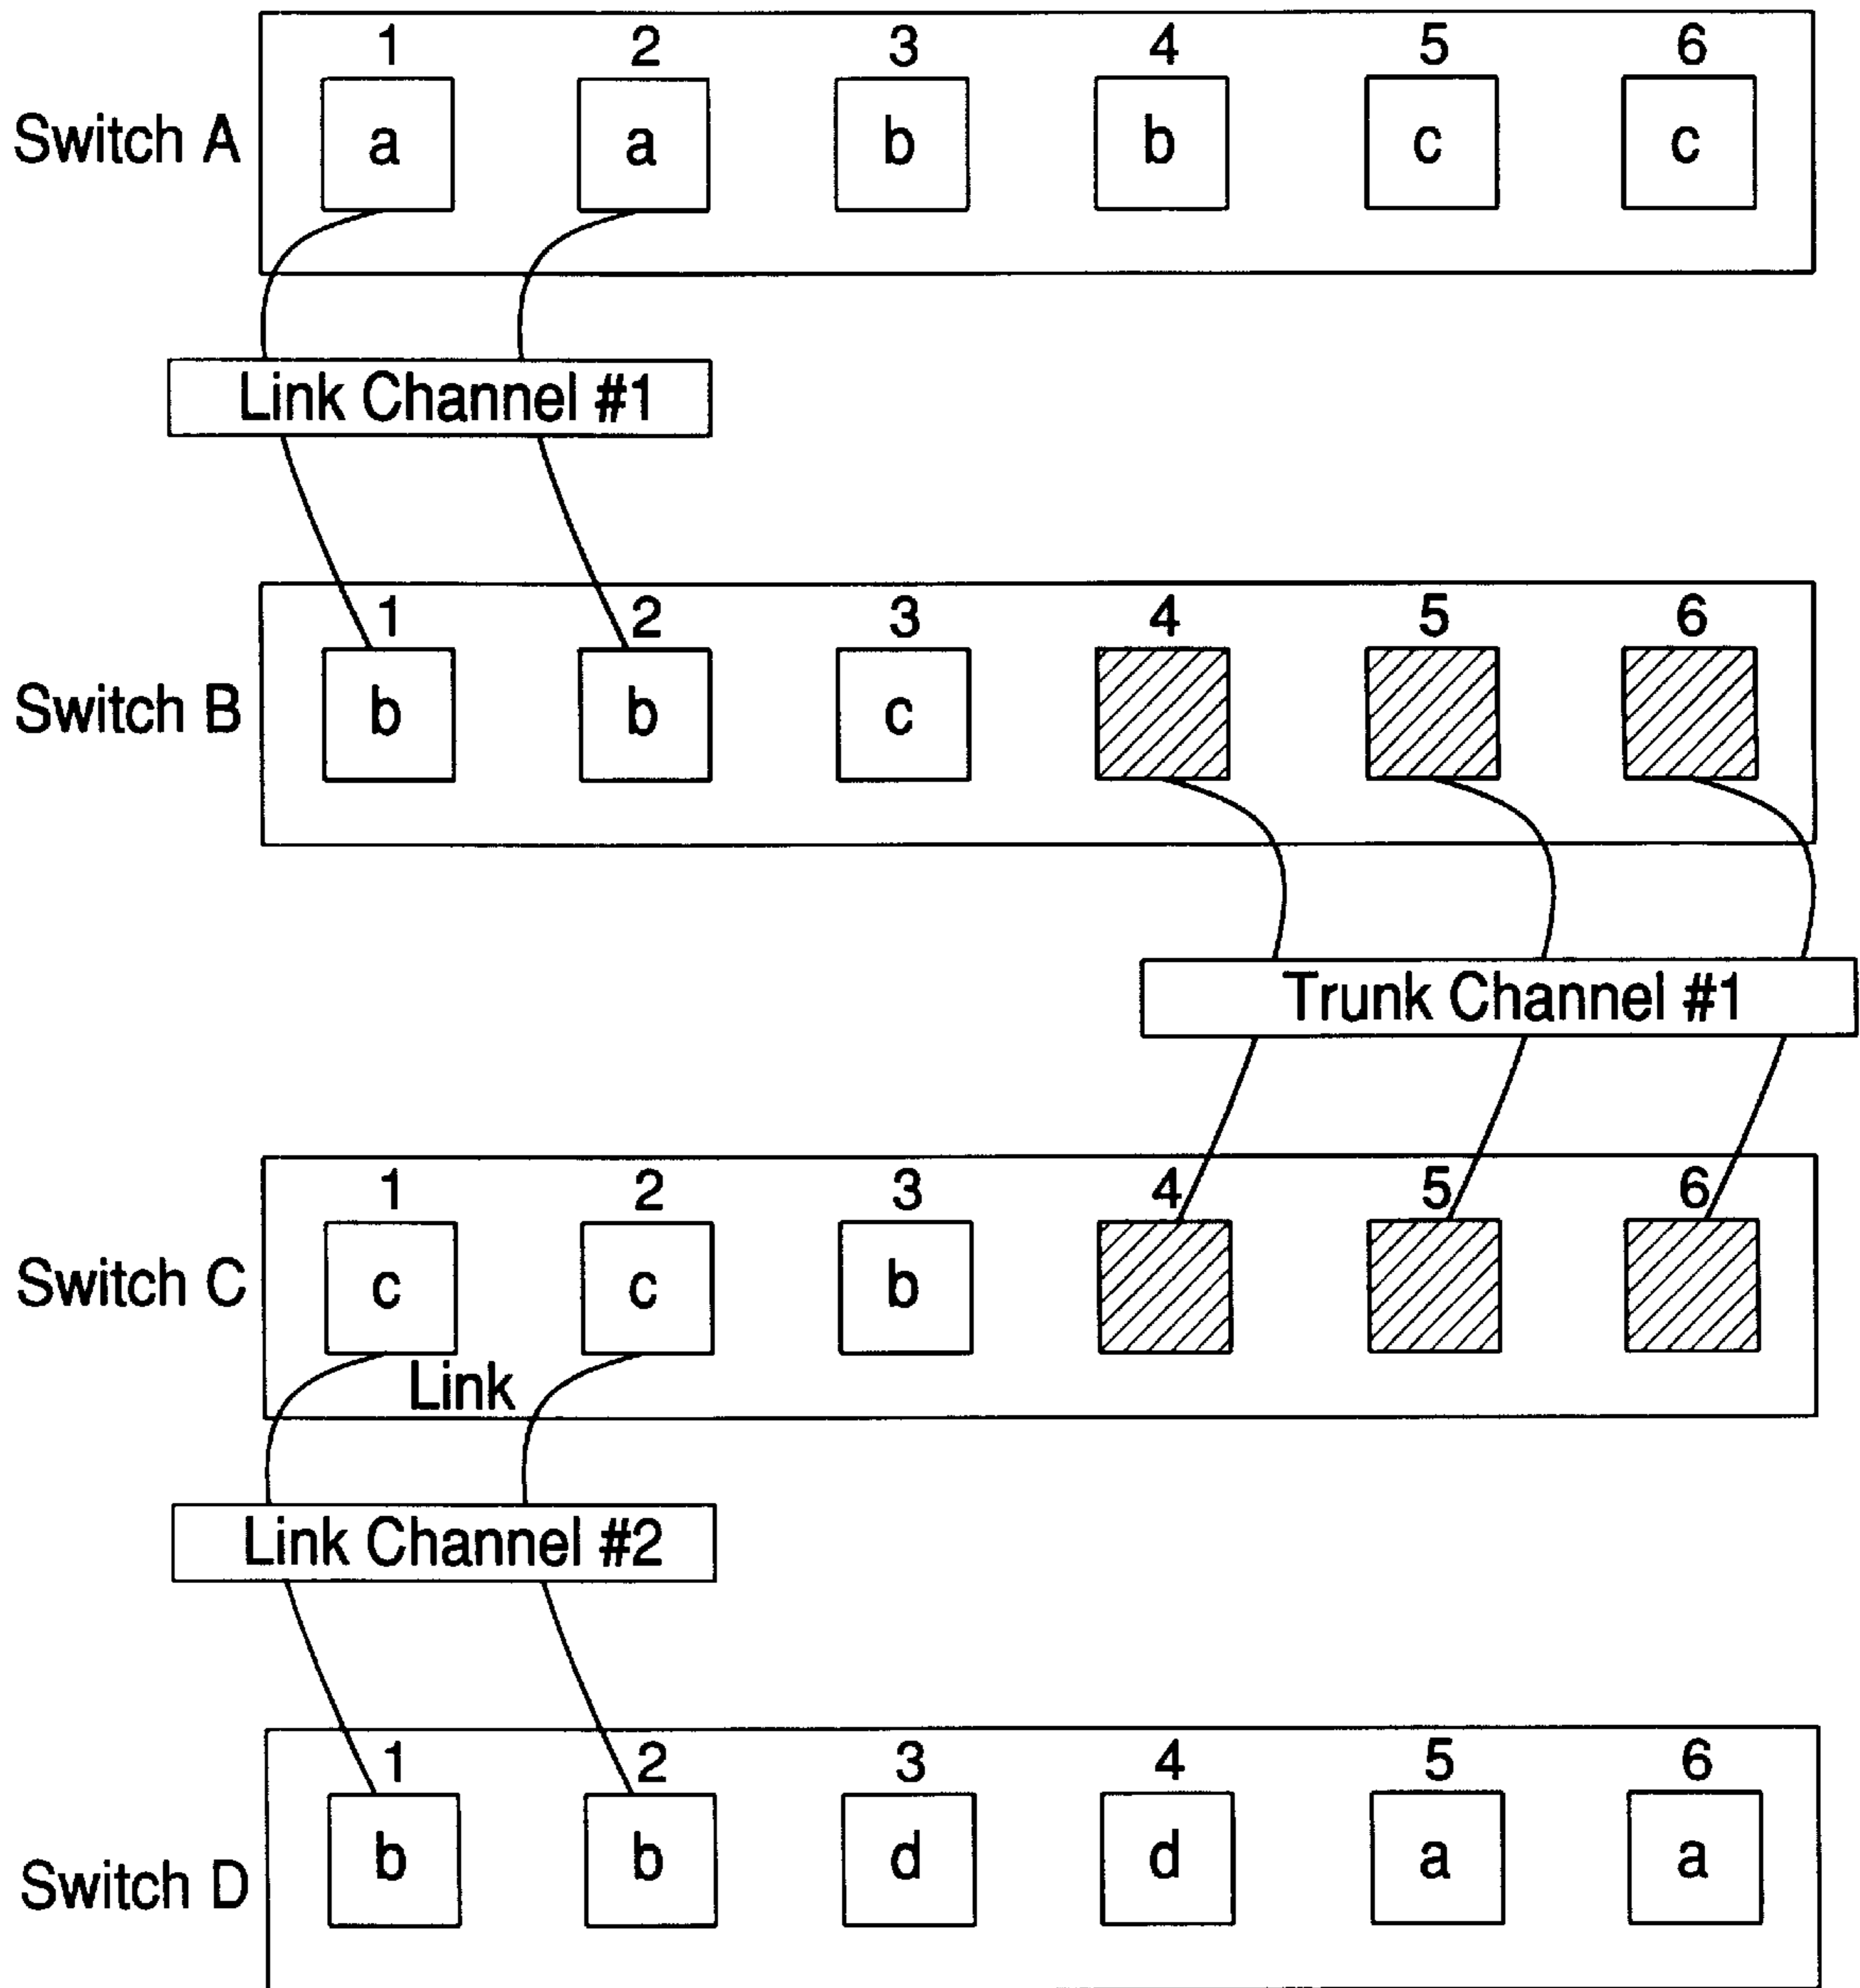 1 2 3 4 5 6
Switch A a a b b c c
Link Channel #1
1 2 3 4 5 6
Switch B b b c
Trunk Channel #1
1 2 3 4 5 6
Switch C c c b
Link
Link Channel #2
1 2 3 4 5 6
Switch D b b d d a a